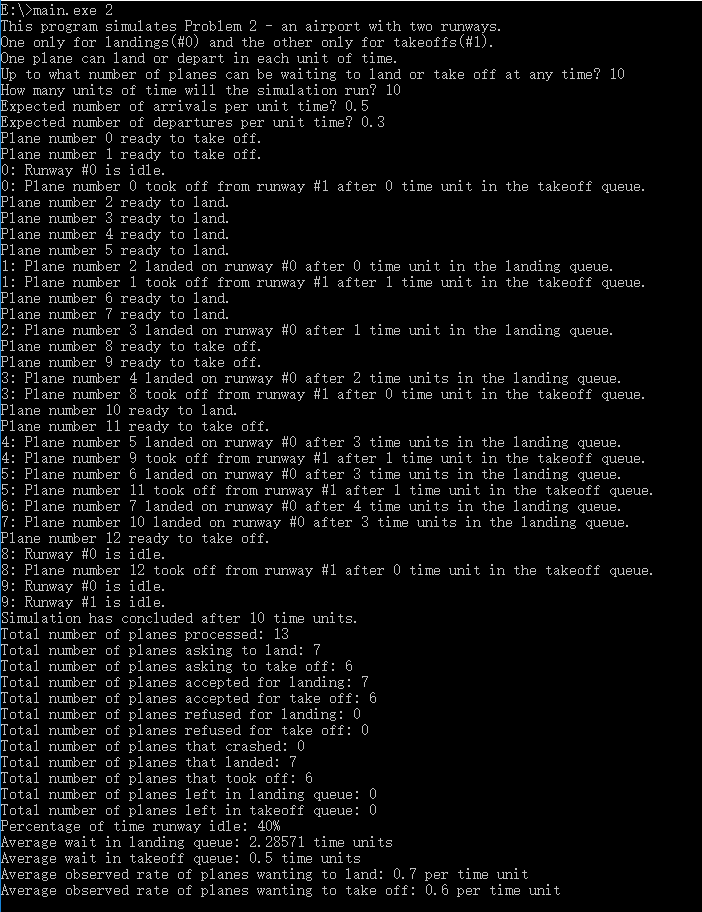 E:\>main.exe 2
This program simulates Problem 2 - an airport with two runways.
One only for landings(#0) and the other only for takeoffs(#1).
One plane can land or depart in each unit of time.
Up to what number of planes can be waiting to land or take off at any time? 10
How many units of time will the simulation run? 10
Expected number of arrivals per unit time? 0.5
Expected number of departures per unit time? 0.3
Plane number 0 ready to take off.
Plane number 1 ready to take off.
0: Runway #0 is idle.
0: Plane number 0 took off from runway #1 after 0 time unit in the takeoff queue.
Plane number 2 ready to land.
Plane number 3 ready to land.
Plane number 4 ready to land.
Plane number 5 ready to land.
1: Plane number 2 landed on runway #0 after 0 time unit in the landing queue.
1: Plane number 1 took off from runway #1 after 1 time unit in the takeoff queue.
Plane number 6 ready to land.
Plane number 7 ready to land.
2: Plane number 3 landed on runway #0 after 1 time unit in the landing queue.
Plane number 8 ready to take off.
Plane number 9 ready to take off.
3: Plane number 4 landed on runway #0 after 2 time units in the landing queue.
3: Plane number 8 took off from runway #1 after 0 time unit in the takeoff queue.
Plane number 10 ready to land.
Plane number 11 ready to take off.
4: Plane number 5 landed on runway #0 after 3 time units in the landing queue.
4: Plane number 9 took off from runway #1 after 1 time unit in the takeoff queue.
5: Plane number 6 landed on runway #0 after 3 time units in the landing queue.
5: Plane number 11 took off from runway #1 after 1 time unit in the takeoff queue.
6: Plane number 7 landed on runway #0 after 4 time units in the landing queue.
7: Plane number 10 landed on runway #0 after 3 time units in the landing queue.
Plane number 12 ready to take off.
8: Runway #0 is idle.
8: Plane number 12 took off from runway #1 after 0 time unit in the takeoff queue.
9: Runway #0 is idle.
9: Runway #1 is idle.
Simulation has concluded after 10 time units.
Total number of planes processed: 13
Total number of planes asking to land: 7
Total number of planes asking to take off: 6
Total number of planes accepted for landing: 7
Total number of planes accepted for take off: 6
Total number of planes refused for landing: 0
Total number of planes refused for take off: 0
Total number of planes that crashed: 0
Total number of planes that landed: 7
Total number of planes that took off: 6
Total number of planes left in landing queue: 0
Total number of planes left in takeoff queue: 0
Percentage of time runway idle: 40%
Average wait in landing queue: 2.28571 time units
Average wait in takeoff queue: 0.5 time units
Average observed rate of planes wanting to land: 0.7 per time unit
Average observed rate of planes wanting to take off: 0.6 per time unit